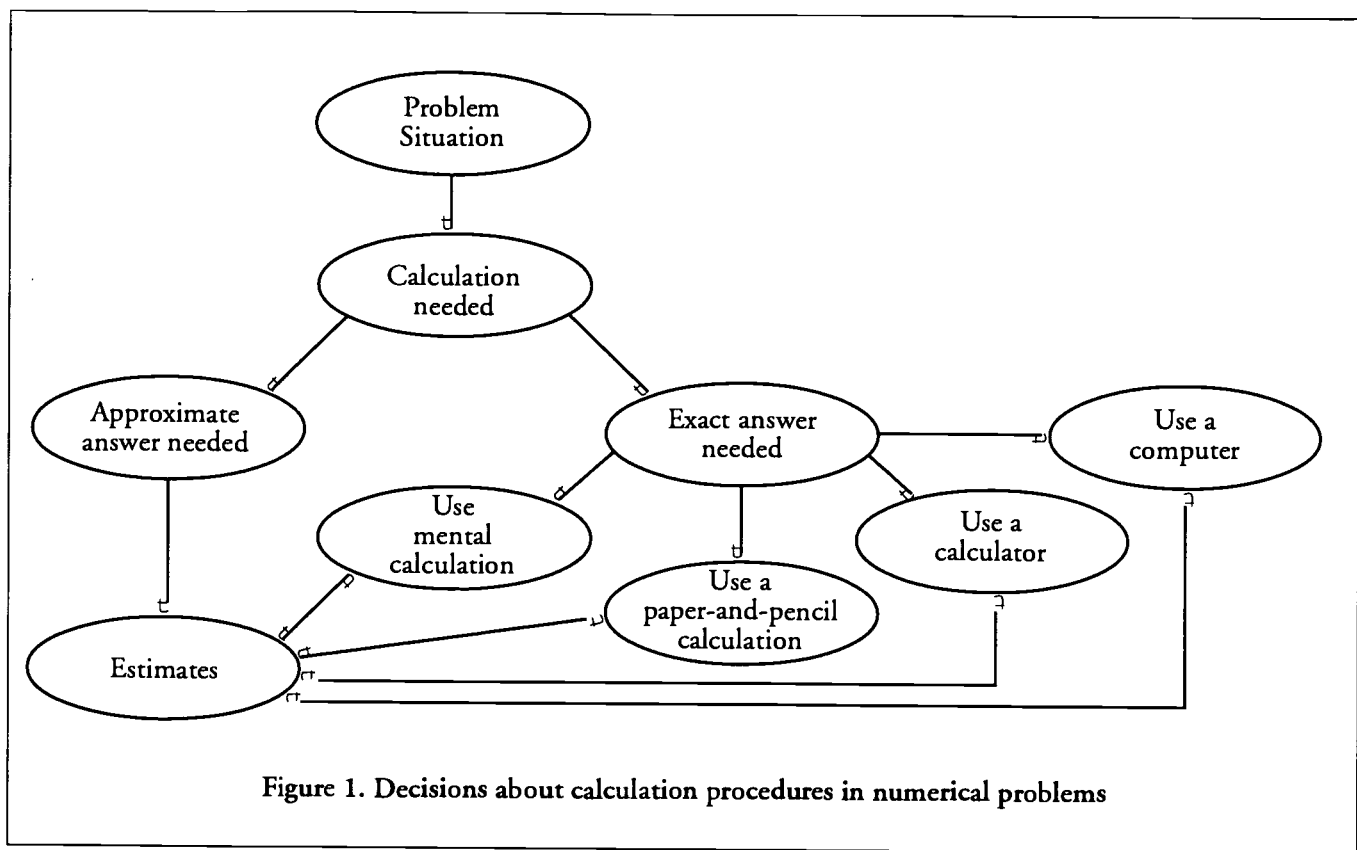 Problem
Situation
Calculation
needed
Approximate
answer needed
Exact answer
needed
Use a
computer
Use
mental
calculation
Use a
calculator
Use a
paper-and-pencil
calculation
Estimates
Figure 1. Decisions about calculation procedures in numerical problems